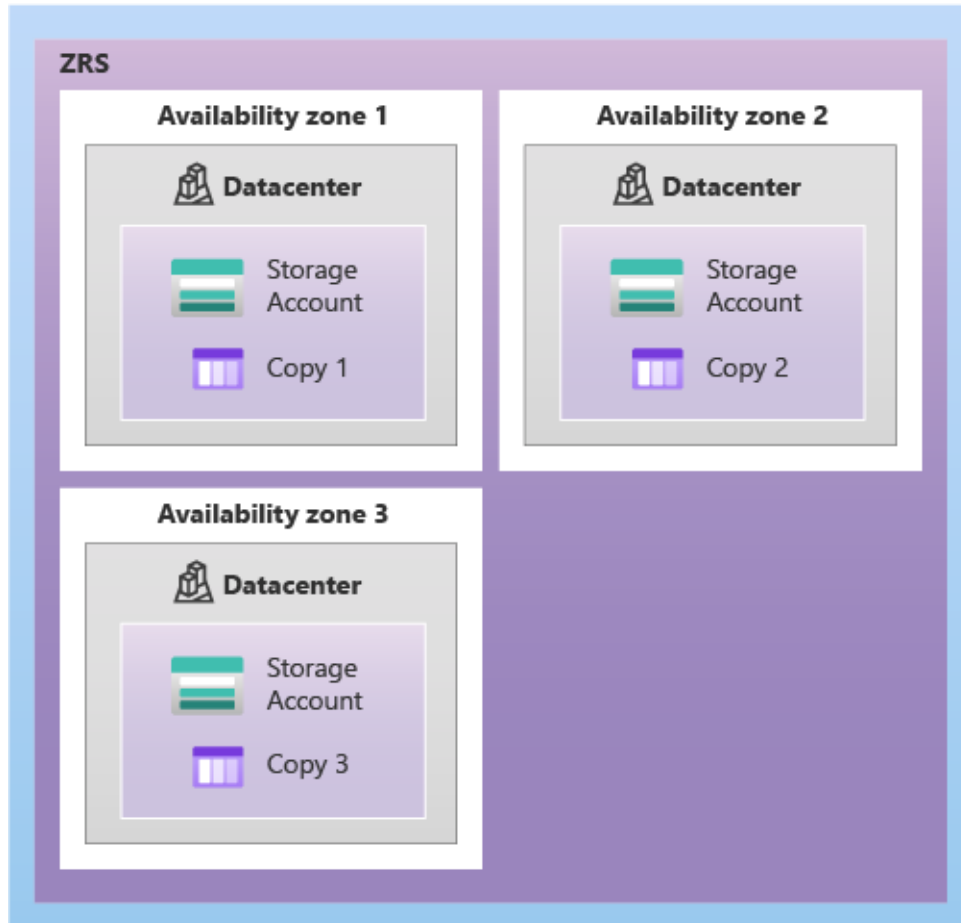 ZRS
Availability zone 1
Datacenter
Storage
Account
Copy 1
Availability zone 2
Datacenter
Storage
Account
Copy 2
Availability zone 3
Datacenter
Storage
Account
Copy 3